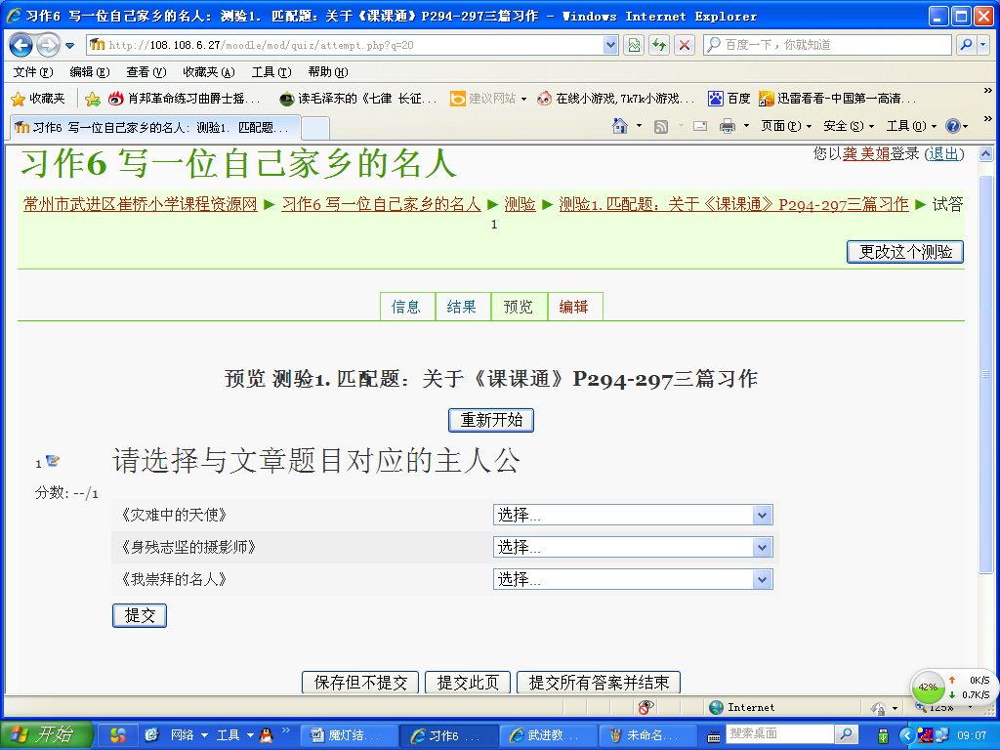 习作6 写一位自己家乡的名人：测验1. 匹配题：关于《课课通》P294-297三篇习作 - Windows Internet Explorer
http://108.108.6.27/moodle/mod/quiz/attempt.php?q=20
百度一下，你就知道
文件(F) 编辑(E) 查看(V) 收藏夹(A) 工具(T) 帮助(H)
收藏夹 肖邦革命练习曲爵士摇... 读毛泽东的《七律 长征... 建议网站 在线小游戏,7k7k小游戏... 百度 迅雷看看-中国第一高清... »
习作6 写一位自己家乡的名人：测验1. 匹配题... 页面(P) 安全(S) 工具(O) »
习作6 写一位自己家乡的名人
您以龚 美娟登录 (退出)
常州市武进区崔桥小学课程资源网 ► 习作6 写一位自己家乡的名人 ► 测验 ► 测验1. 匹配题：关于《课课通》P294-297三篇习作 ► 试答
1
更改这个测验
信息 结果 预览 编辑
预览 测验1. 匹配题：关于《课课通》P294-297三篇习作
重新开始
1
请选择与文章题目对应的主人公
分数: --/1
《灾难中的天使》 选择...
《身残志坚的摄影师》 选择...
《我崇拜的名人》 选择...
提交
保存但不提交 提交此页 提交所有答案并结束
42% 0K/S
0.7K/S
Internet 125%
开始 网络 工具 » 魔灯结... 习作6 ... 武进教... 未命名... 搜索桌面 09:07